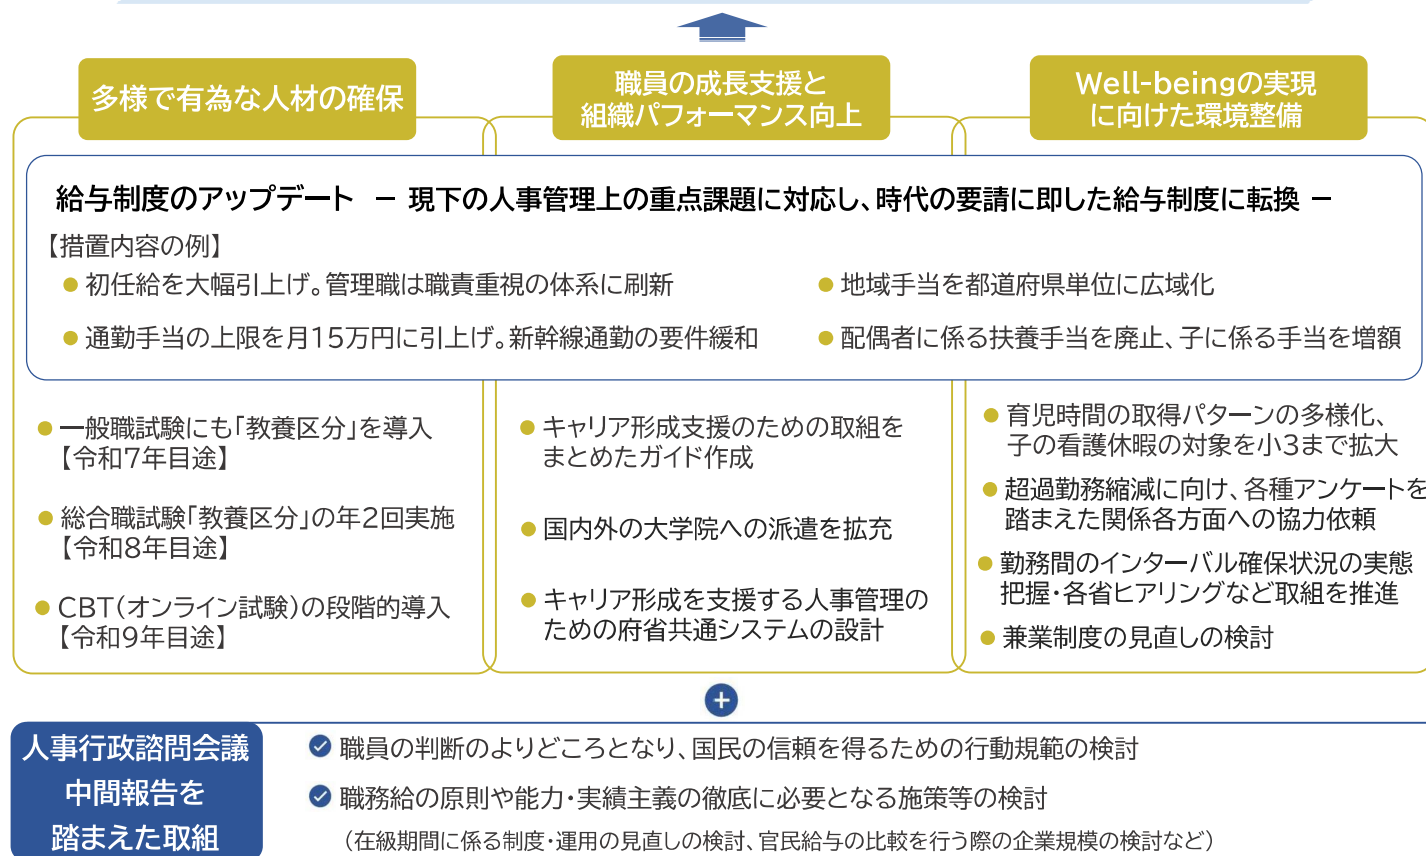 多様で有為な人材の確保
職員の成長支援と
組織パフォーマンス向上
Well-beingの実現
に向けた環境整備
給与制度のアップデート － 現下の人事管理上の重点課題に対応し、時代の要請に即した給与制度に転換 －
【措置内容の例】
● 初任給を大幅引上げ。管理職は職責重視の体系に刷新
● 地域手当を都道府県単位に広域化
● 通勤手当の上限を月15万円に引上げ。新幹線通勤の要件緩和
● 配偶者に係る扶養手当を廃止、子に係る手当を増額
● 一般職試験にも「教養区分」を導入
【令和7年目途】
● 総合職試験「教養区分」の年2回実施
【令和8年目途】
● CBT(オンライン試験)の段階的導入
【令和9年目途】
● キャリア形成支援のための取組を
まとめたガイド作成
● 国内外の大学院への派遣を拡充
● キャリア形成を支援する人事管理の
ための府省共通システムの設計
● 育児時間の取得パターンの多様化、
子の看護休暇の対象を小3まで拡大
● 超過勤務縮減に向け、各種アンケートを
踏まえた関係各方面への協力依頼
● 勤務間のインターバル確保状況の実態
把握・各省ヒアリングなど取組を推進
● 兼業制度の見直しの検討
人事行政諮問会議
中間報告を
踏まえた取組
職員の判断のよりどころとなり、国民の信頼を得るための行動規範の検討
職務給の原則や能力・実績主義の徹底に必要となる施策等の検討
（在級期間に係る制度・運用の見直しの検討、官民給与の比較を行う際の企業規模の検討など）